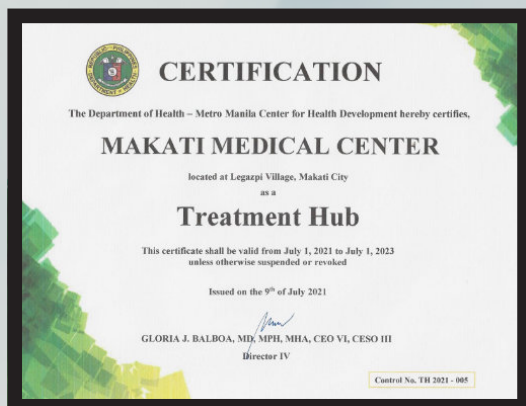 CERTIFICATION
The Department of Health – Metro Manila Center for Health Development hereby certifies,
MAKATI MEDICAL CENTER
located at Legazpi Village, Makati City
as a
Treatment Hub
This certificate shall be valid from July 1, 2021 to July 1, 2023
unless otherwise suspended or revoked
Issued on the 9th of July 2021
GLORIA J. BALBOA, MD, MPH, MHA, CEO VI, CESO III
Director IV
Control No. TH 2021 - 005